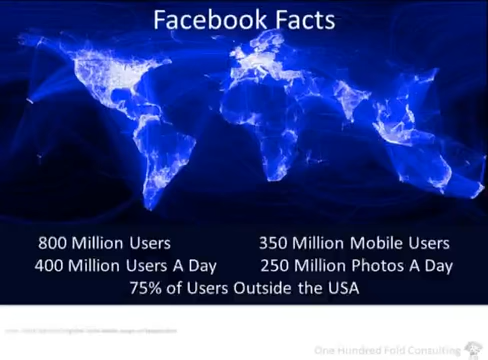 Facebook Facts
800 Million Users
350 Million Mobile Users
400 Million Users A Day
250 Million Photos A Day
75% of Users Outside the USA
One Hundred Fold Consulting